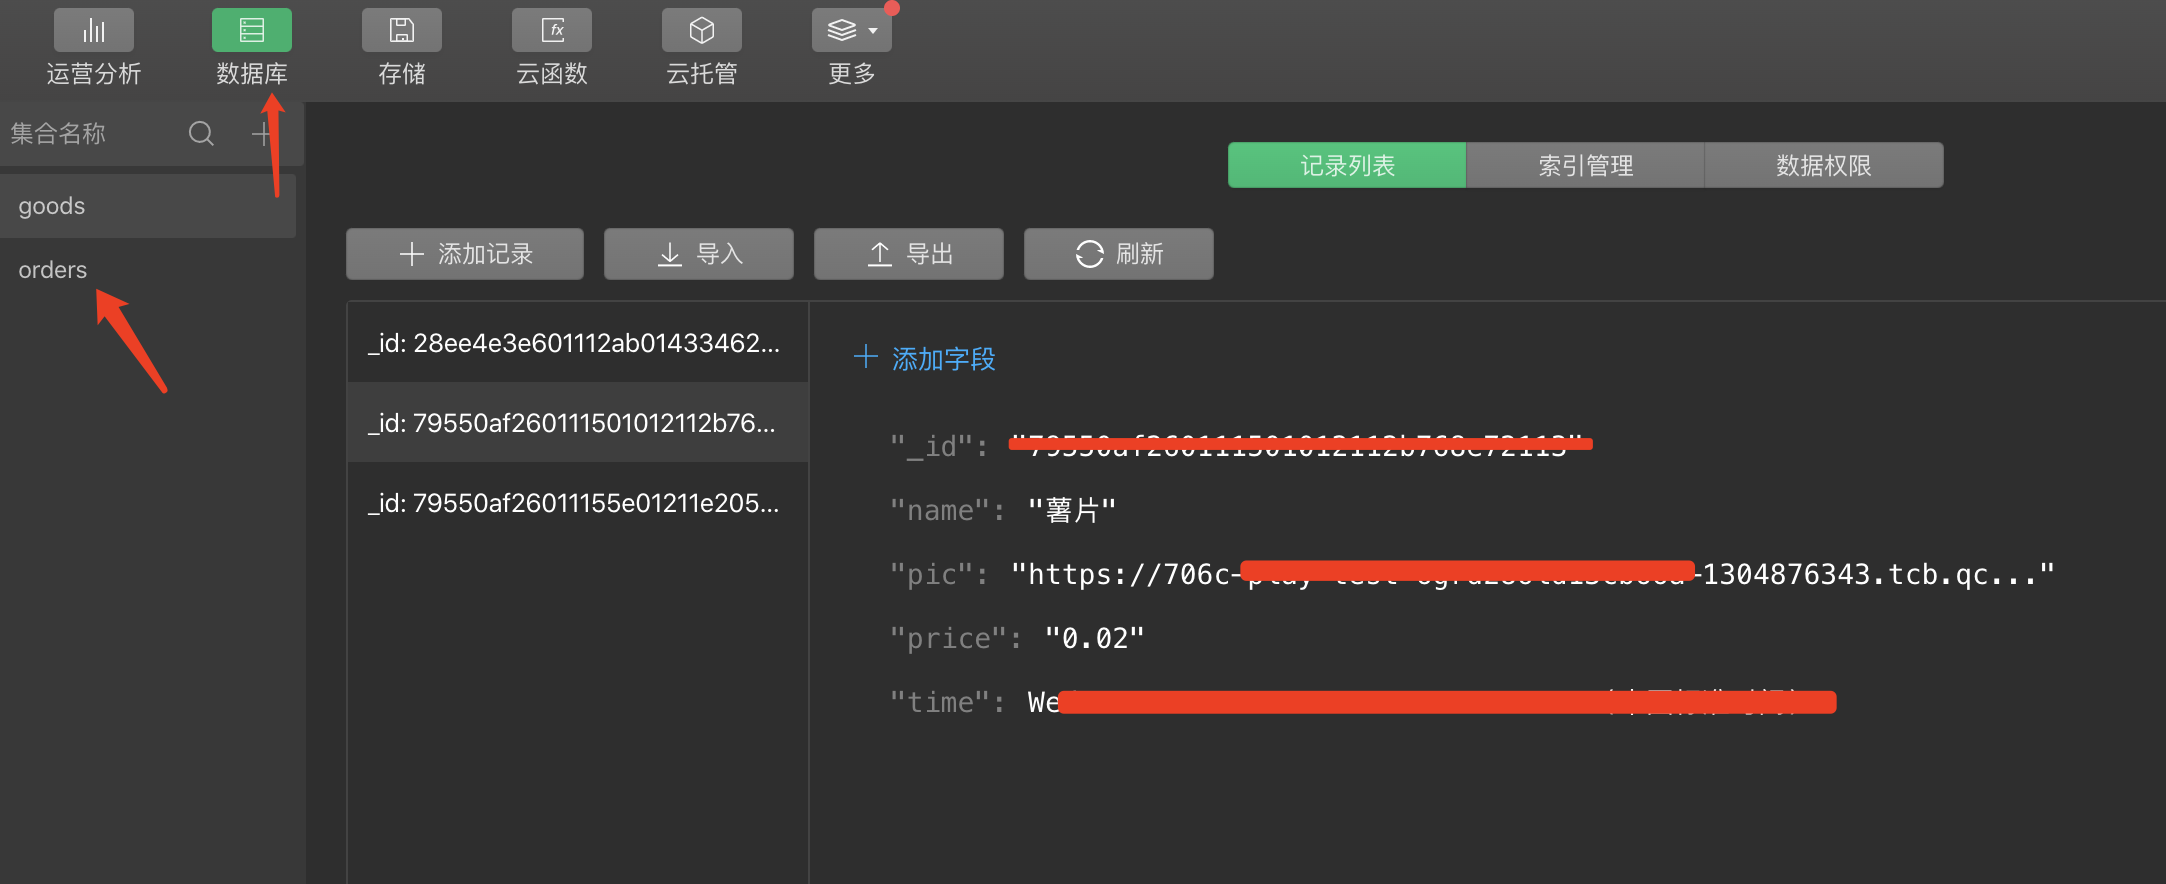 运营分析
数据库
存储
fx
云函数
云托管
更多
集合名称
goods
orders
记录列表
索引管理
数据权限
添加记录
导入
导出
刷新
_id: 28ee4e3e601112ab01433462...
_id: 79550af260111501012112b76...
_id: 79550af26011155e01211e205...
添加字段
"_id":
"name": "薯片"
"pic": "https://706c- -1304876343.tcb.qc..."
"price": "0.02"
"time": We